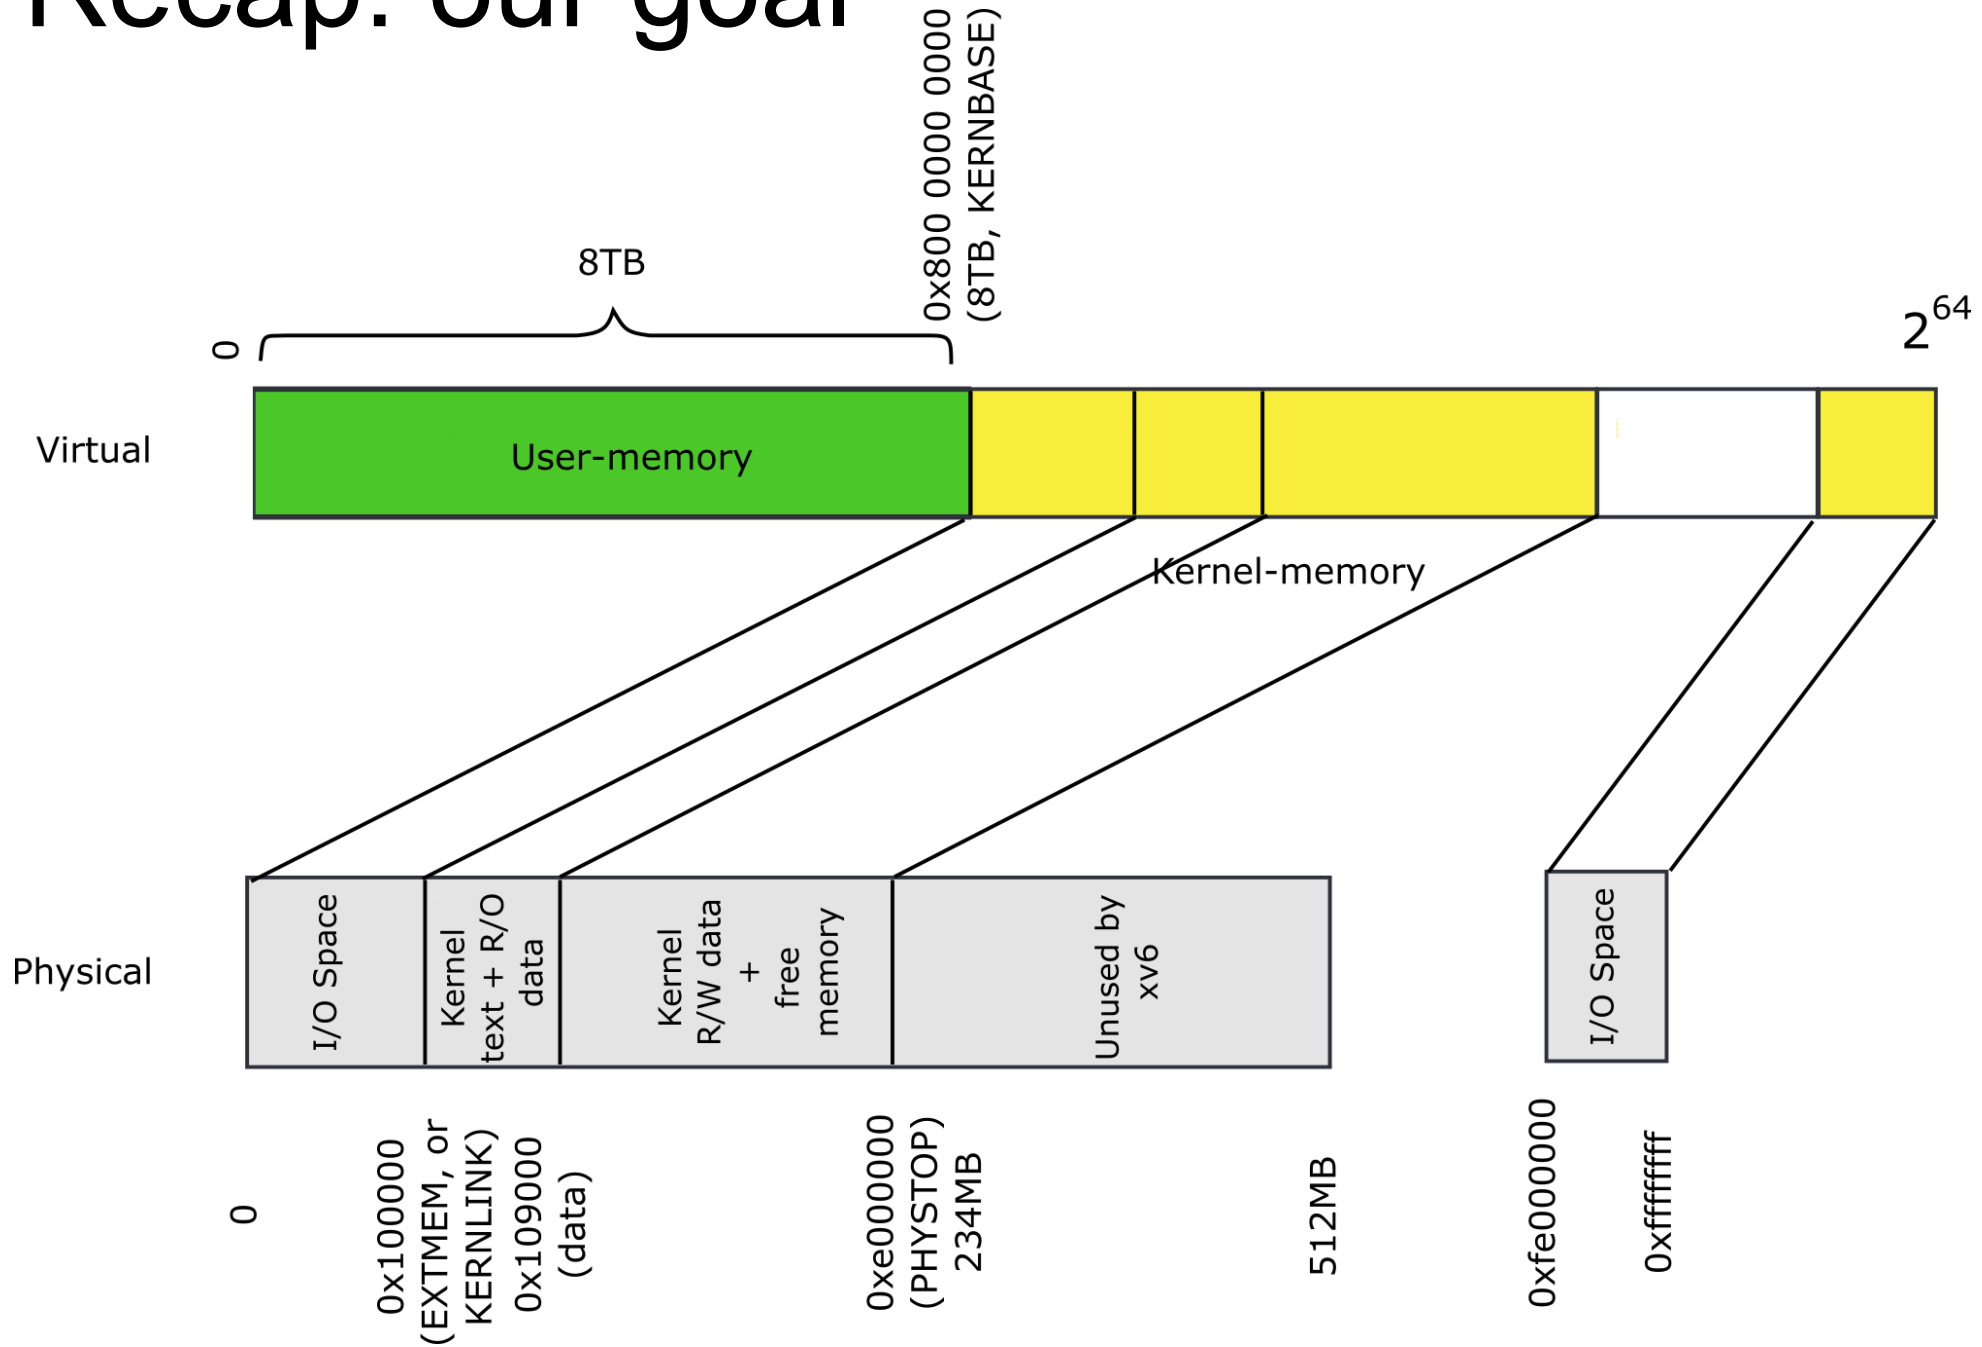 Recap: our goal
0x800 0000 0000
(8TB, KERNBASE)
8TB
0
2^64
Virtual
User-memory
Kernel-memory
Physical
I/O Space
Kernel
text + R/O
data
Kernel
R/W data
+
free
memory
Unused by
xv6
I/O Space
0
0x1000000
(EXTMEM, or
KERNLINK)
0x109000
(data)
0xe000000
(PHYSTOP)
234MB
512MB
0xfe000000
0xffffffff